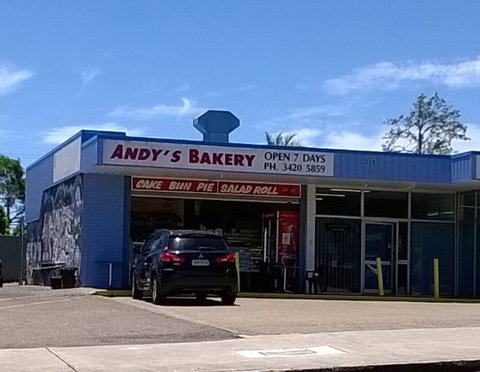 ANDY'S BAKERY
OPEN 7 DAYS
PH. 3420 5859
CAKE BUN PIE SALAD ROLL